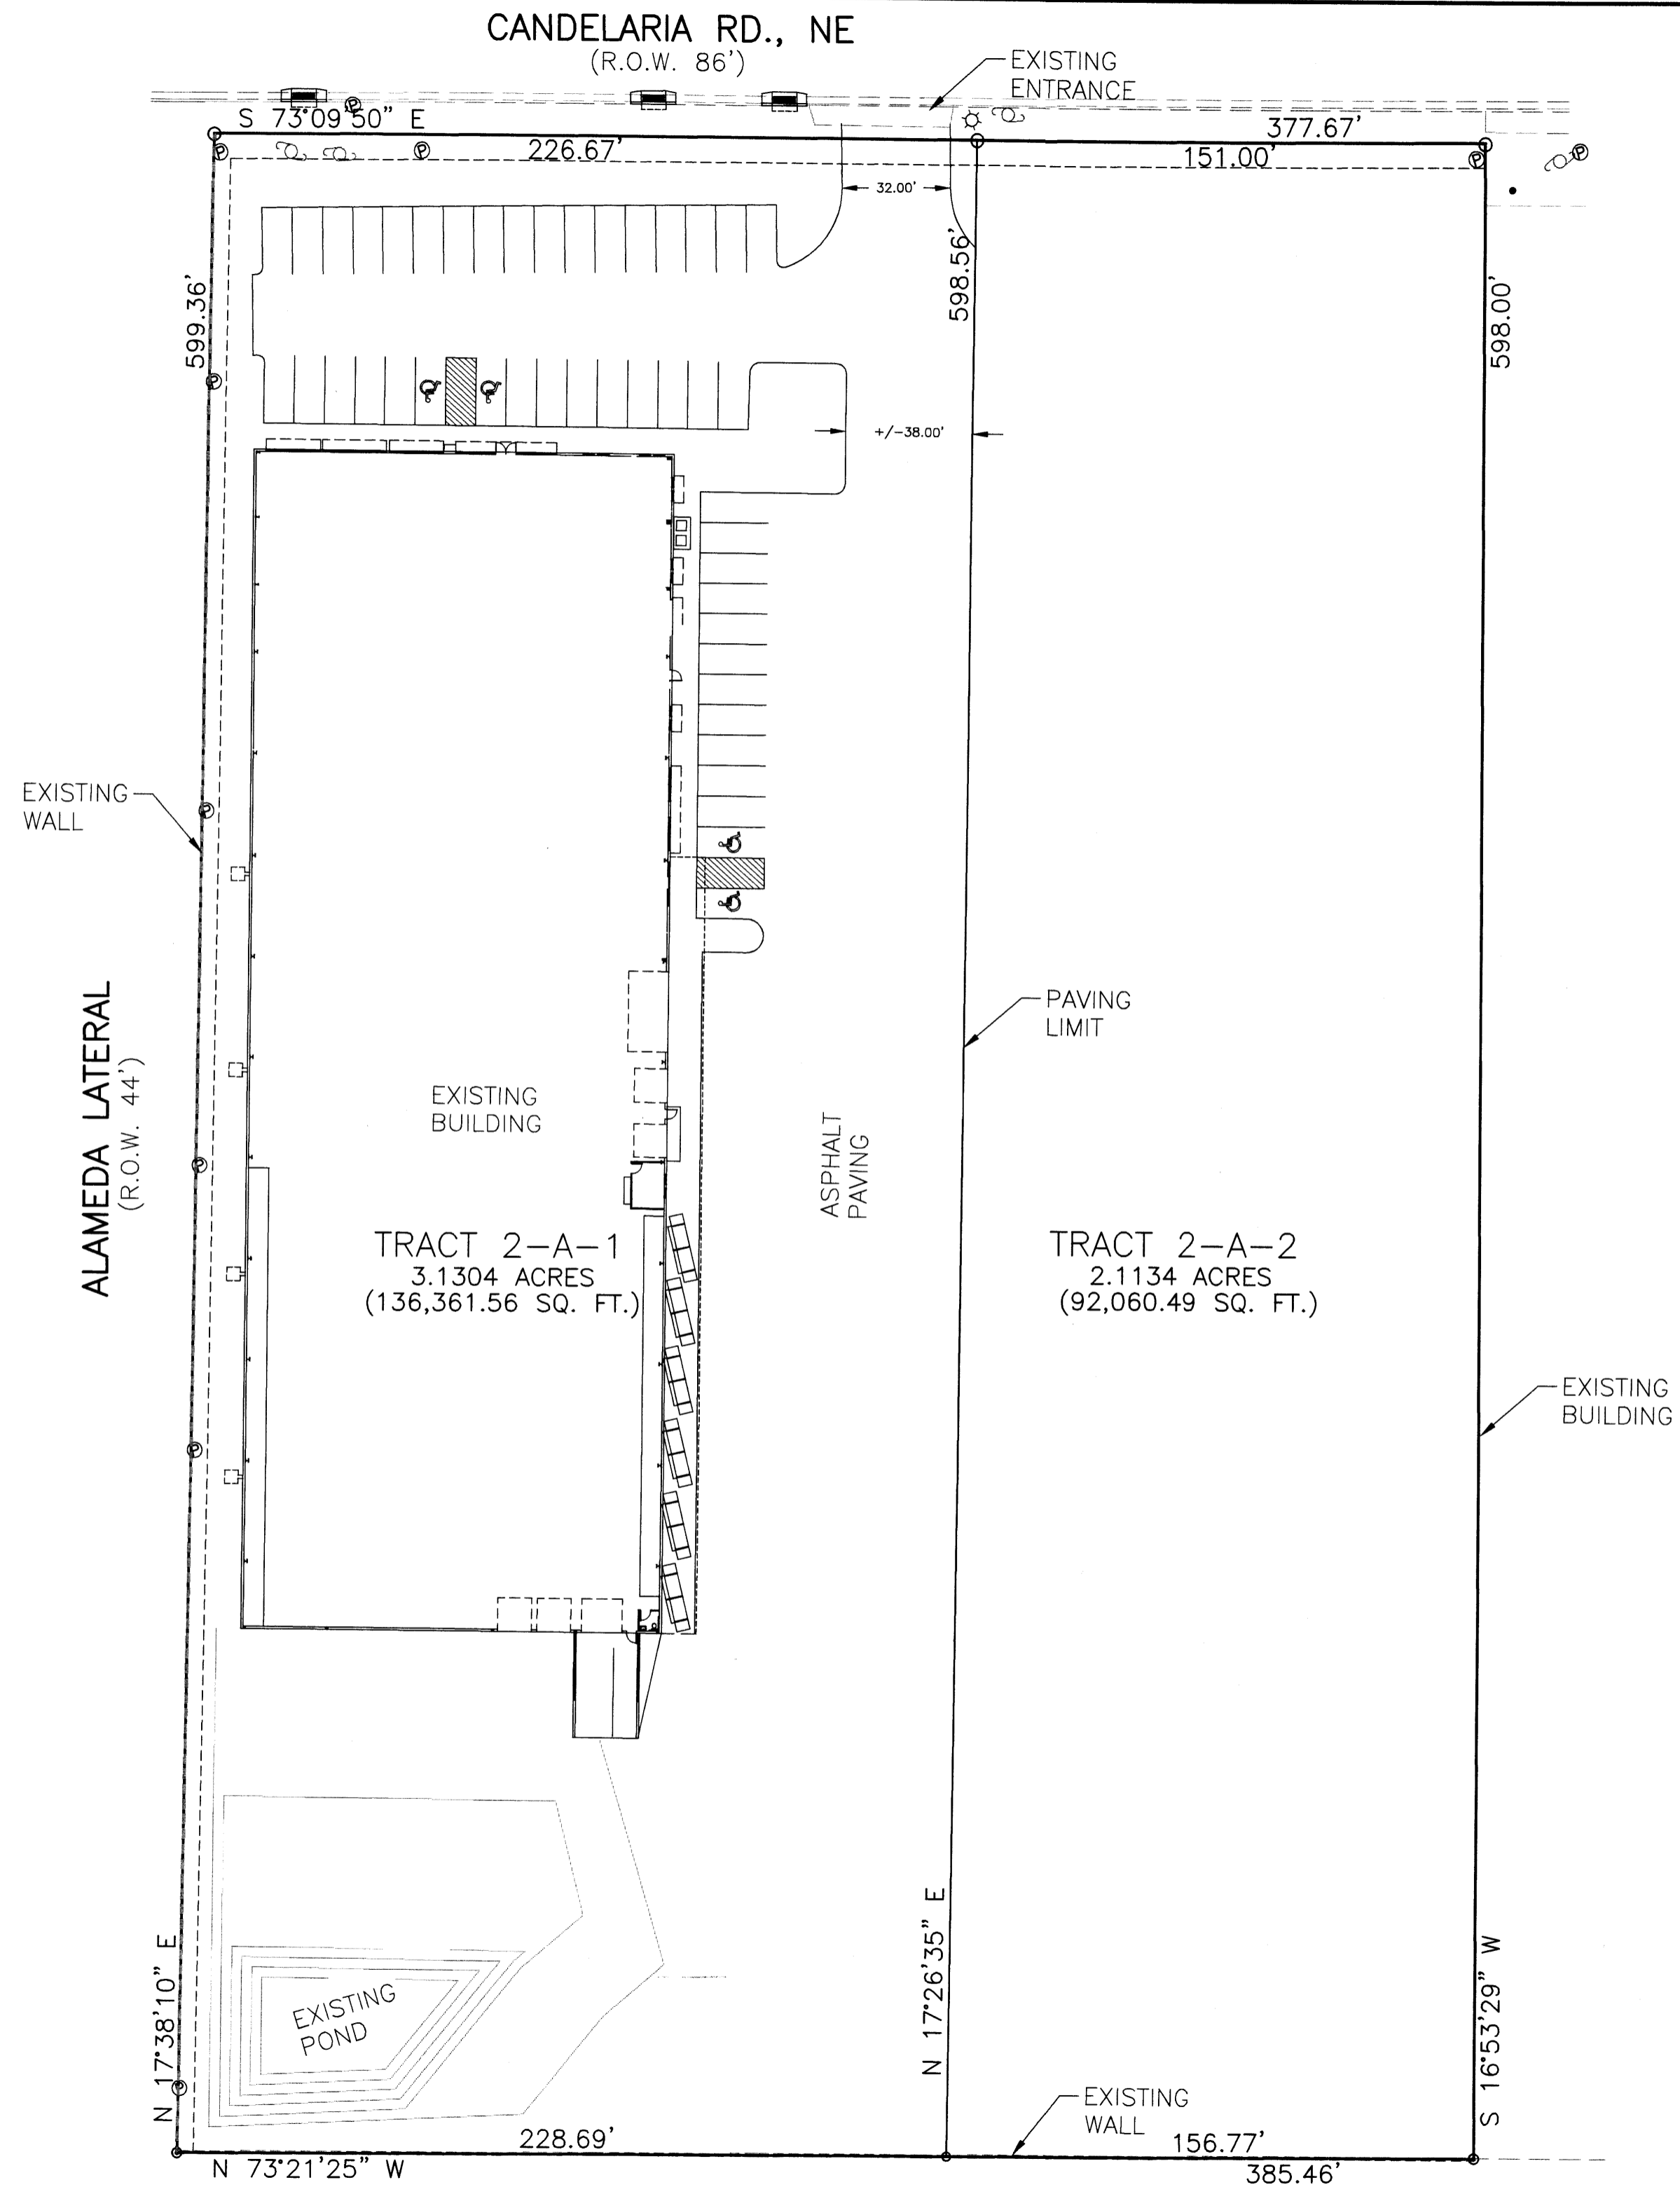 CANDELARIA RD., NE
(R.O.W. 86')
EXISTING
ENTRANCE
S 73°09'50" E
226.67'
377.67'
151.00'
32.00'
599.36'
598.56'
598.00'
+/-38.00'
EXISTING
WALL
PAVING
LIMIT
ALAMEDA LATERAL
(R.O.W. 44')
EXISTING
BUILDING
ASPHALT
PAVING
TRACT 2-A-1
3.1304 ACRES
(136,361.56 SQ. FT.)
TRACT 2-A-2
2.1134 ACRES
(92,060.49 SQ. FT.)
EXISTING
BUILDING
N 17°38'10" E
N 17°26'35" E
S 16°53'29" W
EXISTING
POND
EXISTING
WALL
228.69'
156.77'
N 73°21'25" W
385.46'